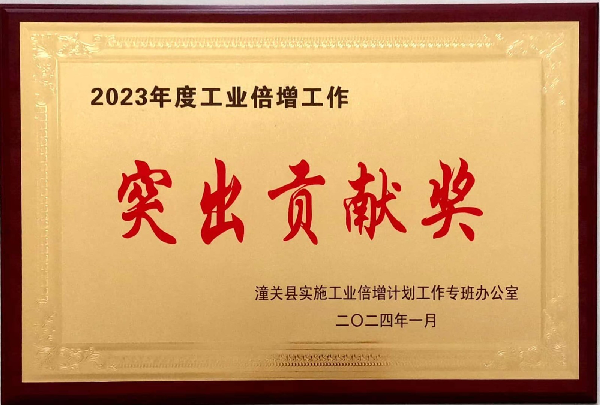 2023年度工业倍增工作
突出贡献奖
潼关县实施工业倍增计划工作专班办公室
二〇二四年一月